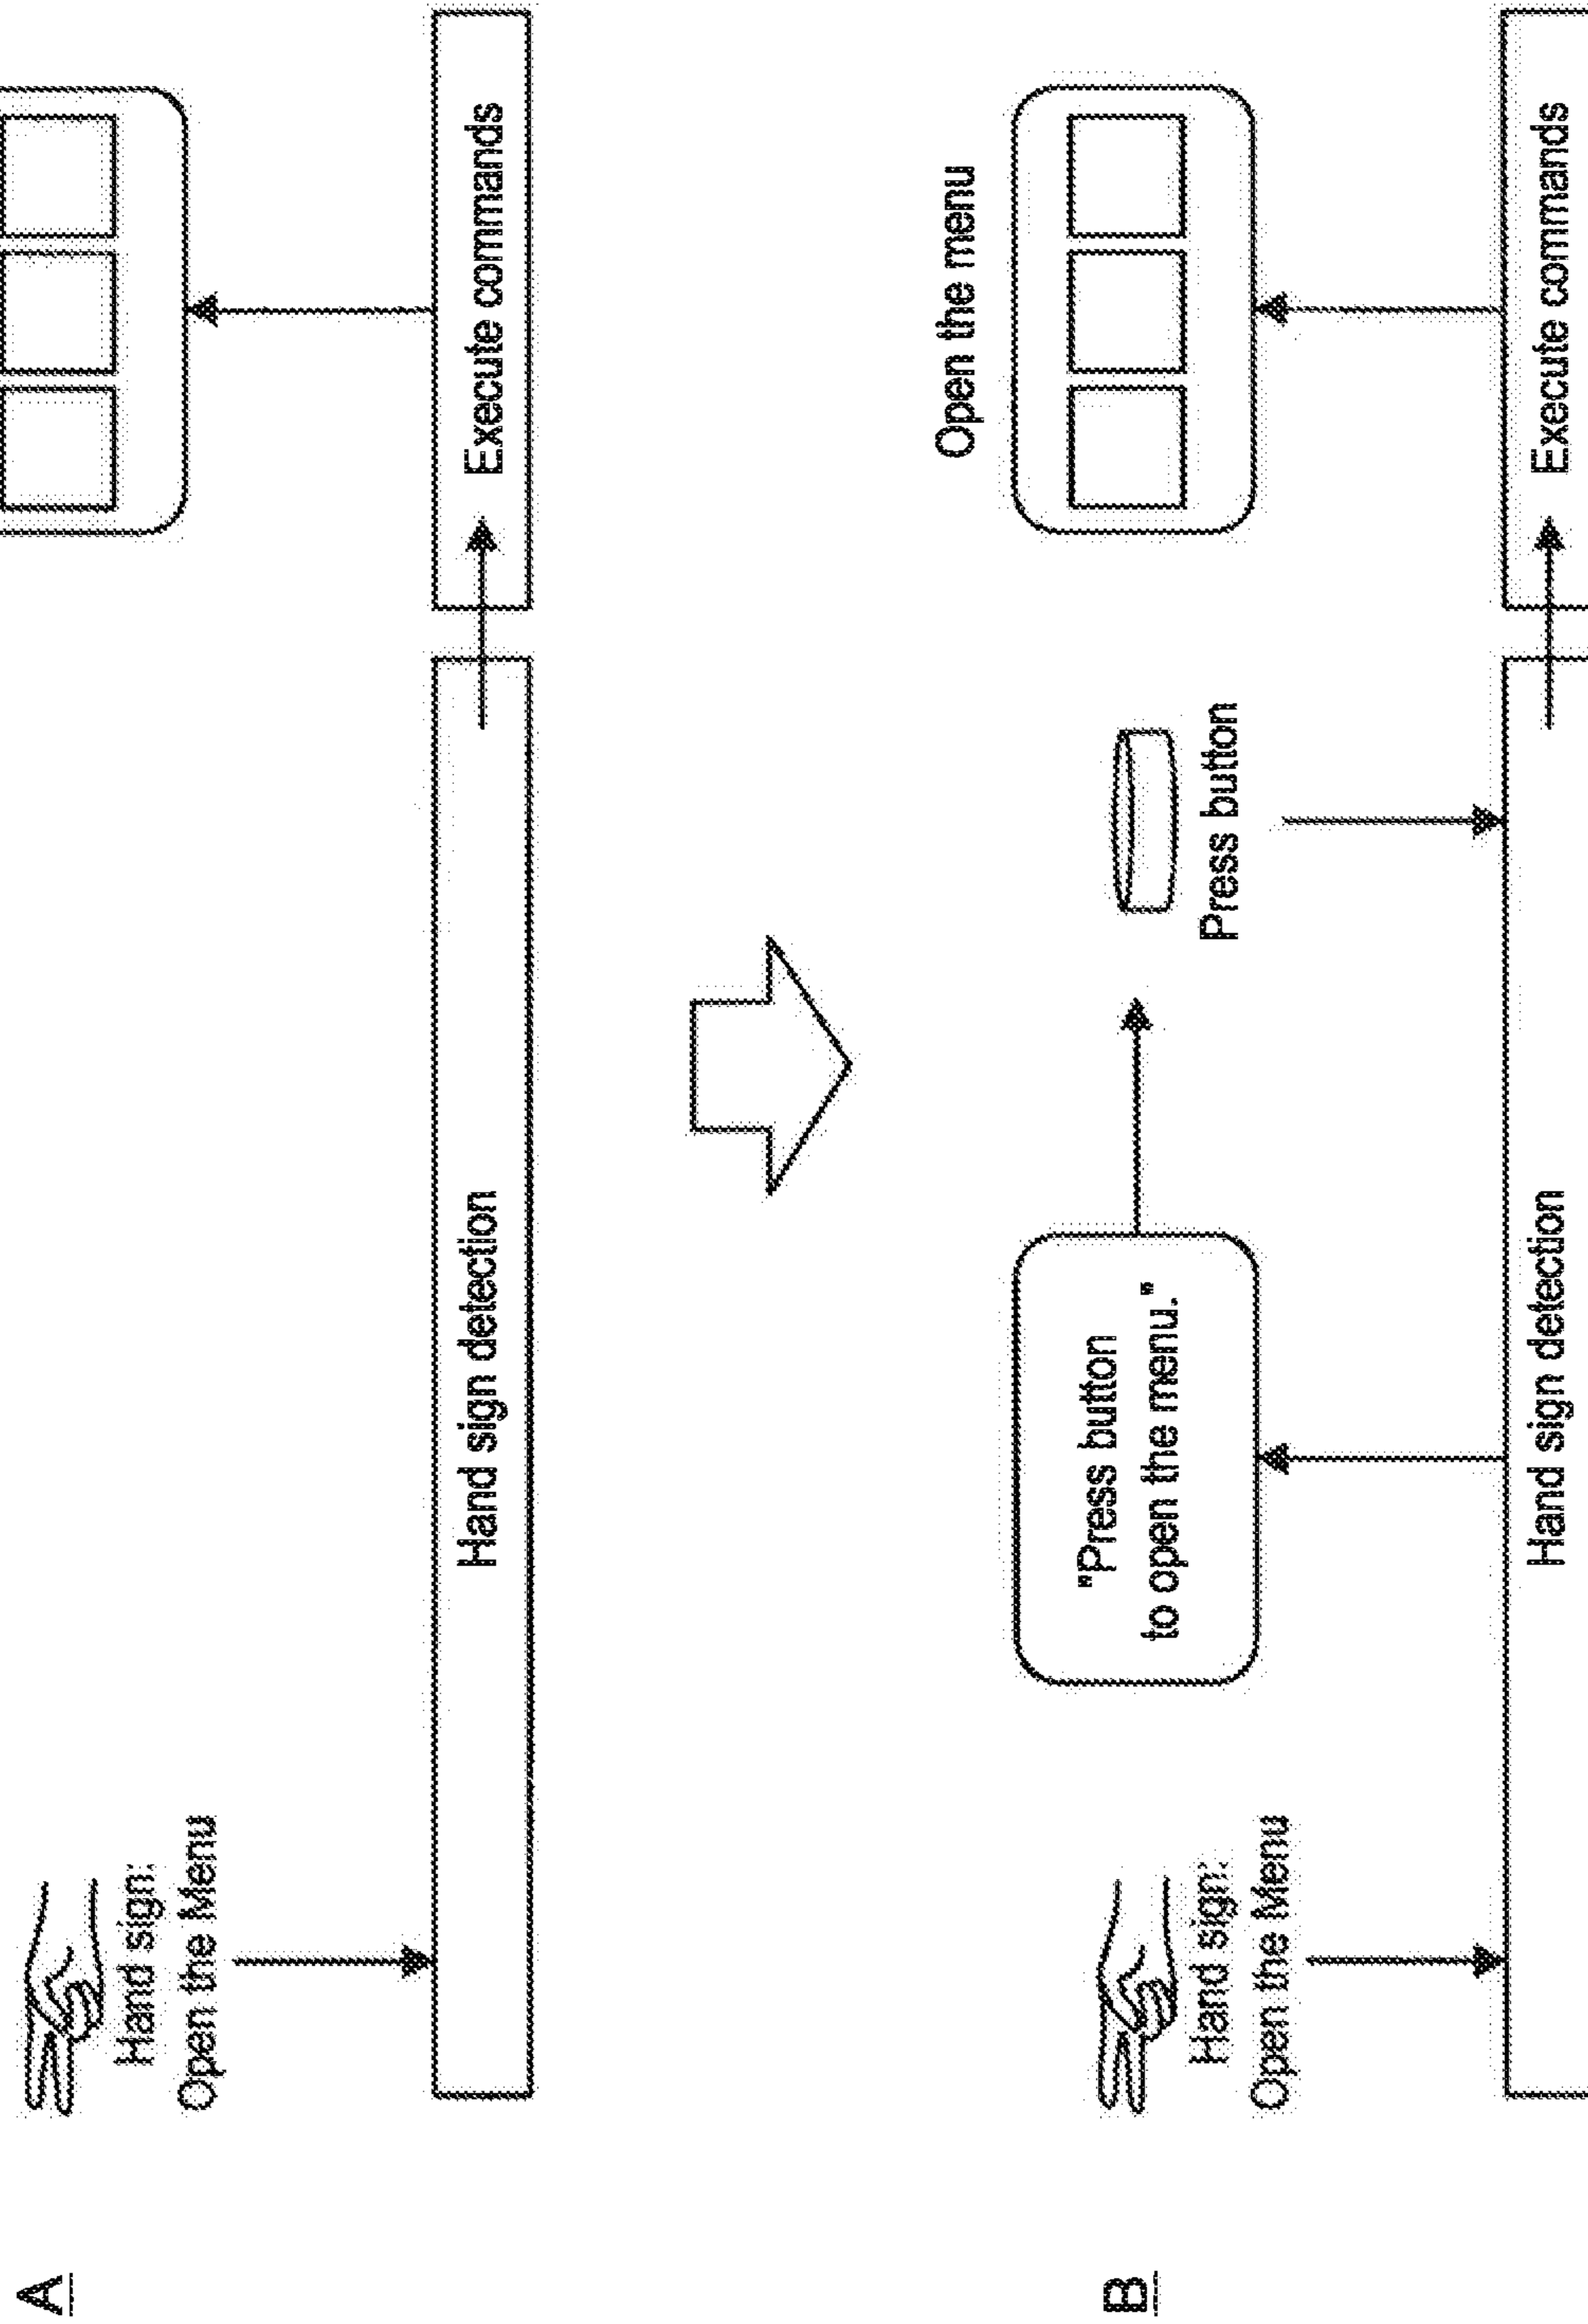 A
Hand sign:
Open the Menu
Hand sign detection
Execute commands
B
Hand sign:
Open the Menu
"Press button
to open the menu."
Press button
Open the menu
Hand sign detection
Execute commands